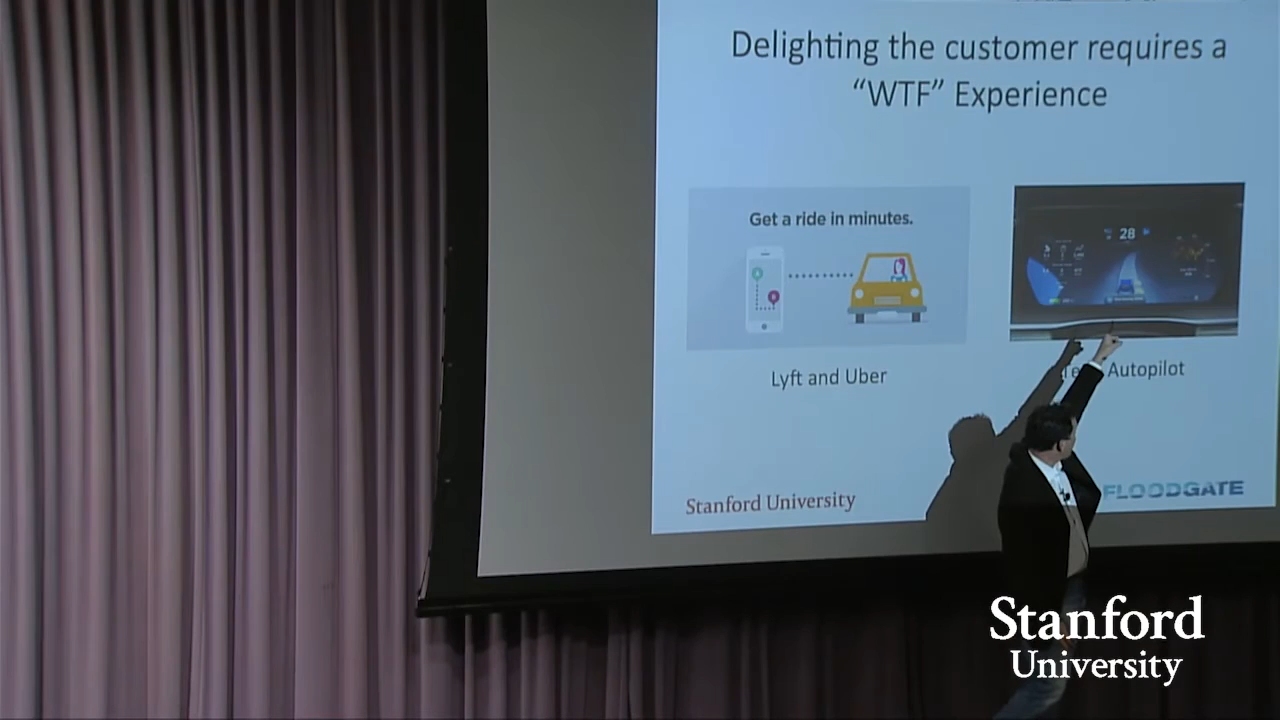 Delighting the customer requires a
“WTF” Experience
Get a ride in minutes.
28
Lyft and Uber
Autopilot
Stanford University
FLOODGATE
Stanford
University